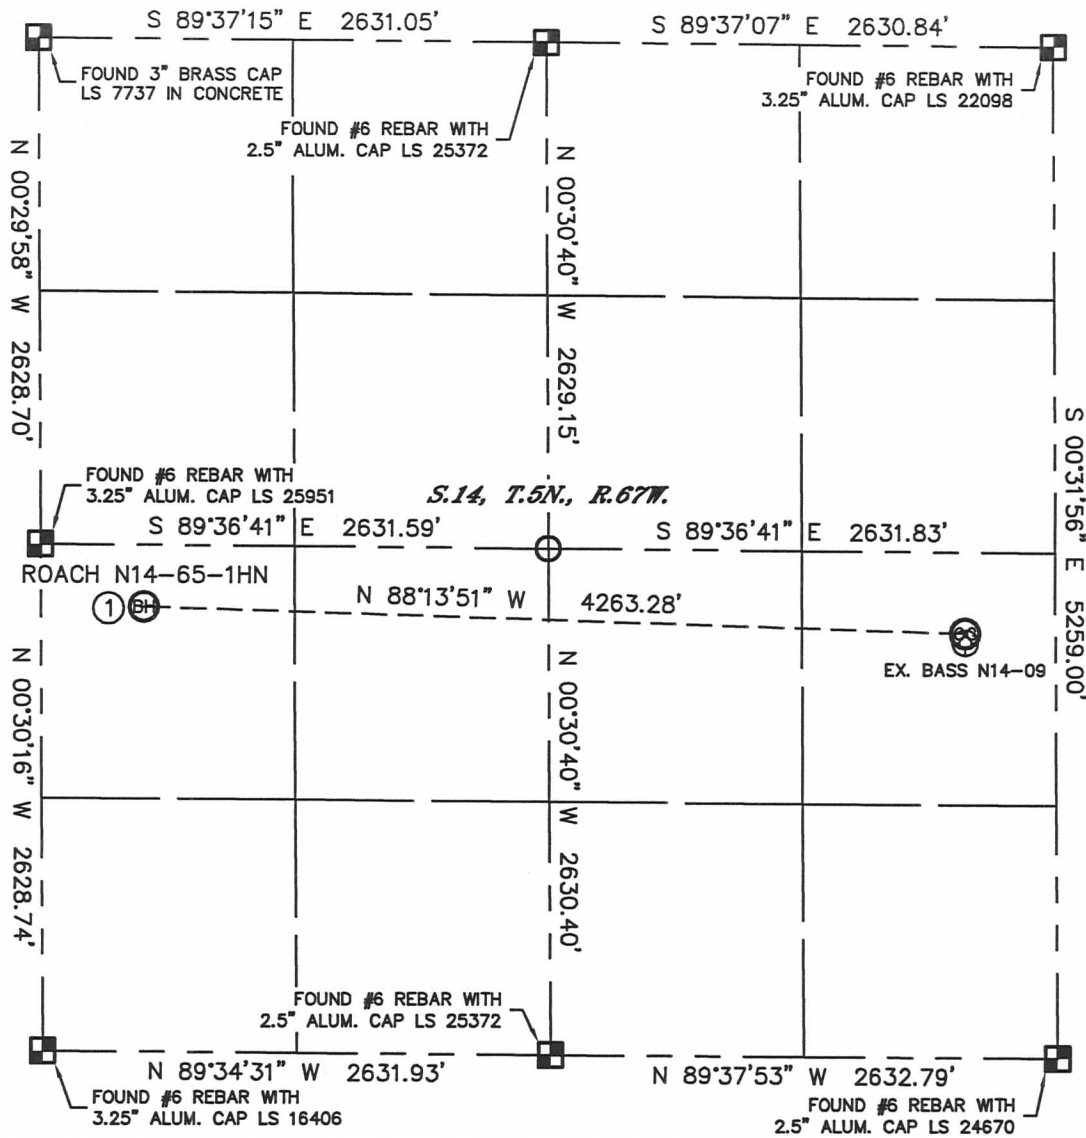 S 89°37'15" E 2631.05'
S 89°37'07" E 2630.84'
FOUND 3" BRASS CAP
LS 7737 IN CONCRETE
FOUND #6 REBAR WITH
2.5" ALUM. CAP LS 25372
FOUND #6 REBAR WITH
3.25" ALUM. CAP LS 22098
N 00°29'58" W 2628.70'
N 00°30'40" W 2629.15'
S 00°31'56" E 5259.00'
FOUND #6 REBAR WITH
3.25" ALUM. CAP LS 25951
S.14, T.5N., R.67W.
S 89°36'41" E 2631.59'
S 89°36'41" E 2631.83'
ROACH N14-65-1HN
1 BH
N 88°13'51" W 4263.28'
EX. BASS N14-09
N 00°30'16" W 2628.74'
N 00°30'40" W 2630.40'
FOUND #6 REBAR WITH
2.5" ALUM. CAP LS 25372
N 89°34'31" W 2631.93'
N 89°37'53" W 2632.79'
FOUND #6 REBAR WITH
3.25" ALUM. CAP LS 16406
FOUND #6 REBAR WITH
2.5" ALUM. CAP LS 24670